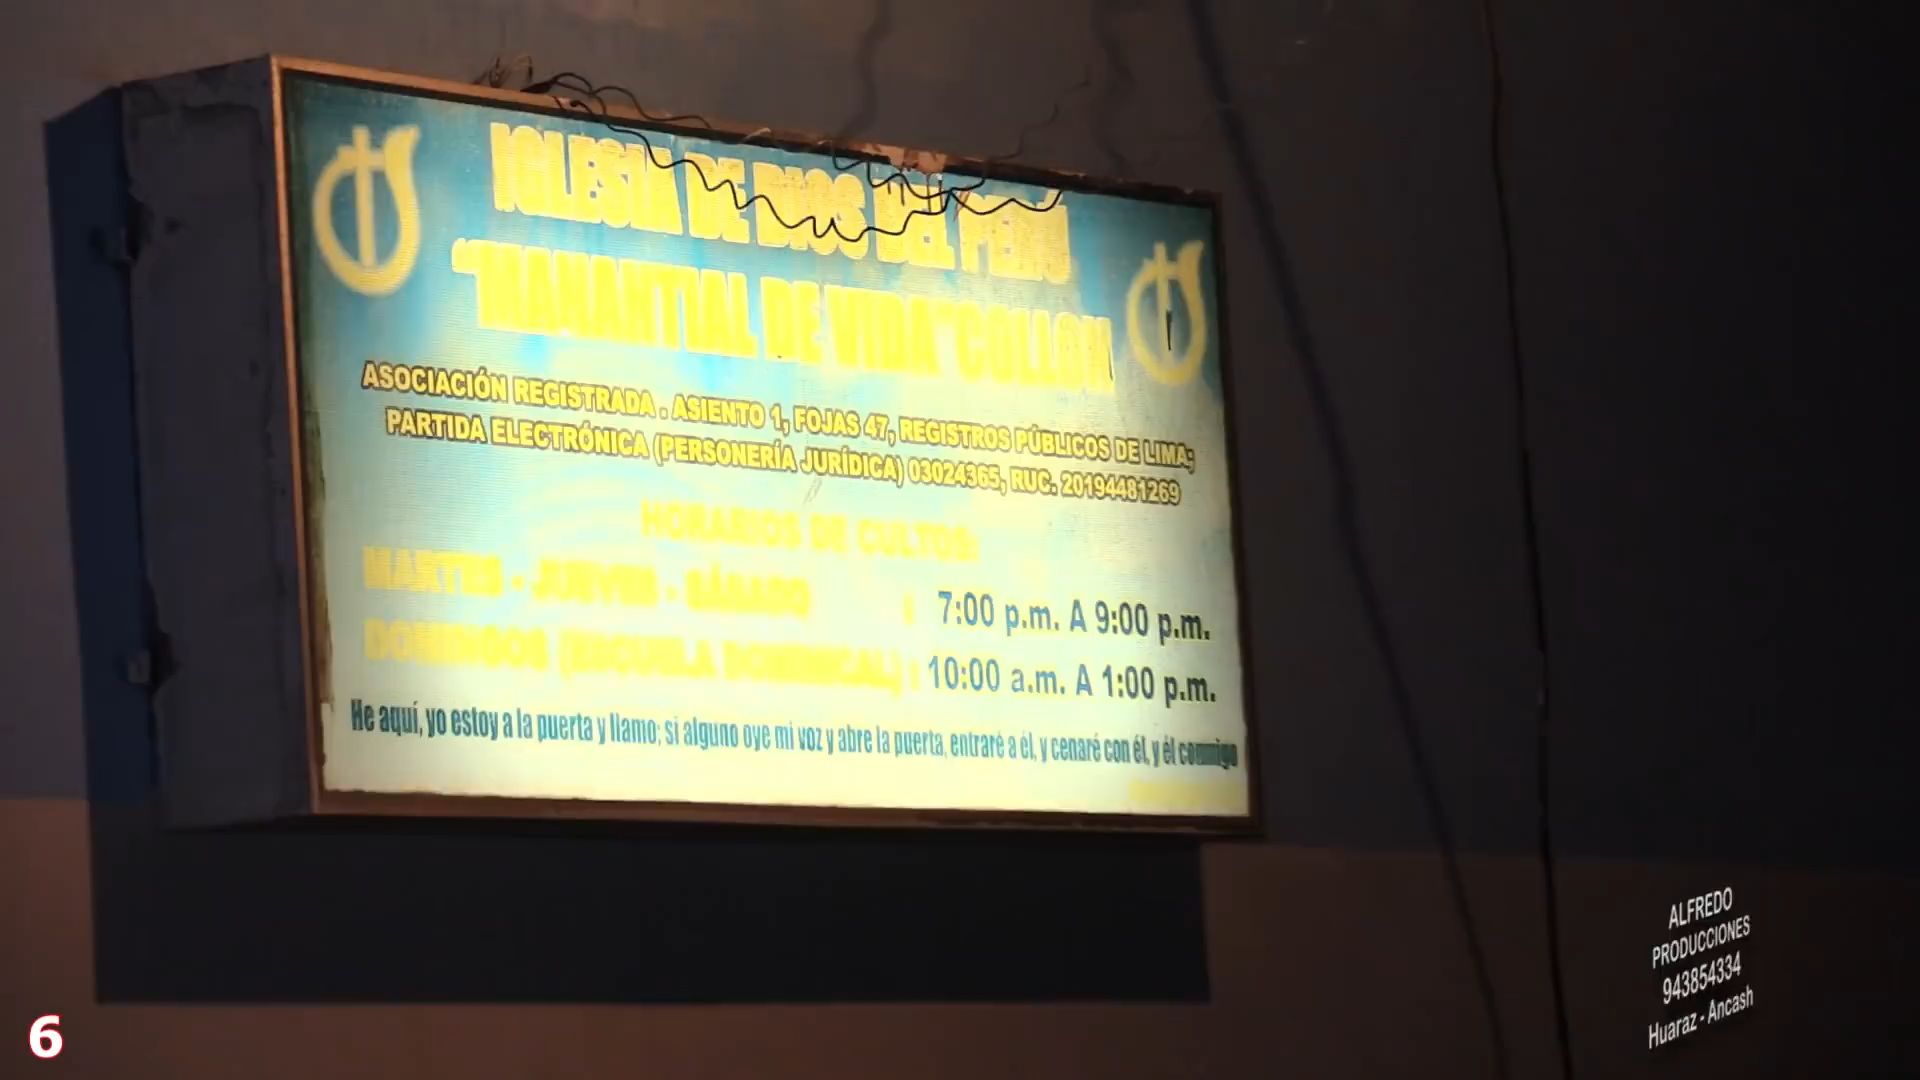 IGLESIA DE DIOS DEL PERÚ
"MANANTIAL DE VIDA" COLLÓN
ASOCIACIÓN REGISTRADA . ASIENTO 1, FOJAS 47, REGISTROS PÚBLICOS DE LIMA;
PARTIDA ELECTRÓNICA (PERSONERÍA JURÍDICA) 03024365, RUC. 20194481269
HORARIOS DE CULTOS:
MARTES - JUEVES - SÁBADO : 7:00 p.m. A 9:00 p.m.
DOMINGOS (ESCUELA DOMINICAL) : 10:00 a.m. A 1:00 p.m.
He aquí, yo estoy a la puerta y llamo; si alguno oye mi voz y abre la puerta, entraré a él, y cenaré con él, y él conmigo
ALFREDO
PRODUCCIONES
943854334
Huaraz - Ancash
6